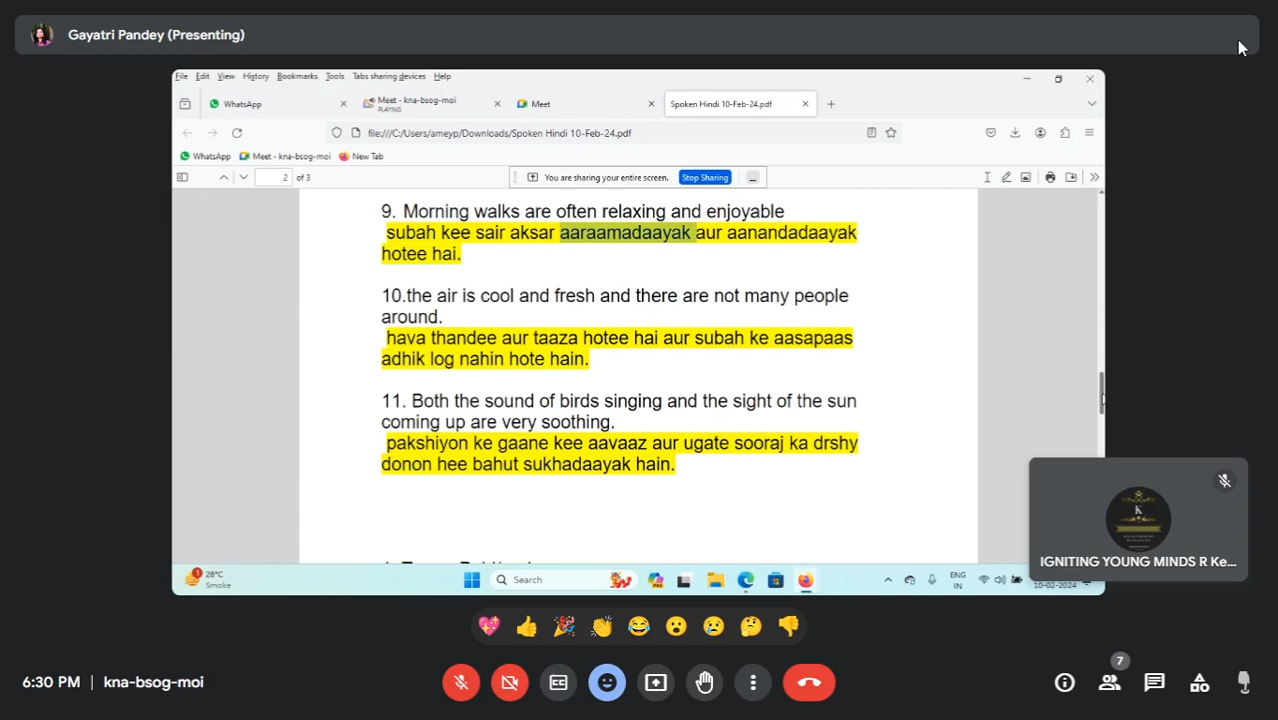 Gayatri Pandey (Presenting)
File Edit View History Bookmarks Tools Tabs sharing devices Help
WhatsApp
Meet - kna-bsog-moi
PLAYING
Meet
Spoken Hindi 10-Feb-24.pdf
file:///C:/Users/ameyp/Downloads/Spoken Hindi 10-Feb-24.pdf
WhatsApp Meet - kna-bsog-moi New Tab
2 of 3
You are sharing your entire screen. Stop Sharing
9. Morning walks are often relaxing and enjoyable
subah kee sair aksar aaraamadaayak aur aanandadaayak
hotee hai.
10.the air is cool and fresh and there are not many people
around.
hava thandee aur taaza hotee hai aur subah ke aasapaas
adhik log nahin hote hain.
11. Both the sound of birds singing and the sight of the sun
coming up are very soothing.
pakshiyon ke gaane kee aavaaz aur ugate sooraj ka drshy
donon hee bahut sukhadaayak hain.
K
IGNITING YOUNG MINDS R Ke...
1
28°C
Smoke
Search
ENG
IN
10-02-2024
7
6:30 PM | kna-bsog-moi